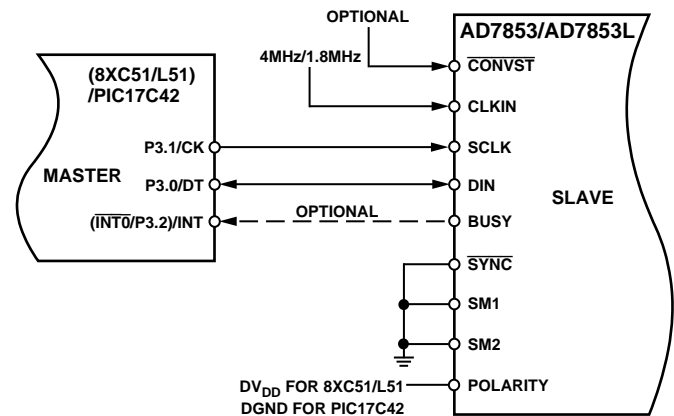 OPTIONAL
AD7853/AD7853L
4MHz/1.8MHz
(8XC51/L51)
/PIC17C42
CONVST
CLKIN
P3.1/CK
SCLK
MASTER
P3.0/DT
DIN
SLAVE
(INT0/P3.2)/INT
OPTIONAL
BUSY
SYNC
SM1
SM2
DVDD FOR 8XC51/L51
DGND FOR PIC17C42
POLARITY